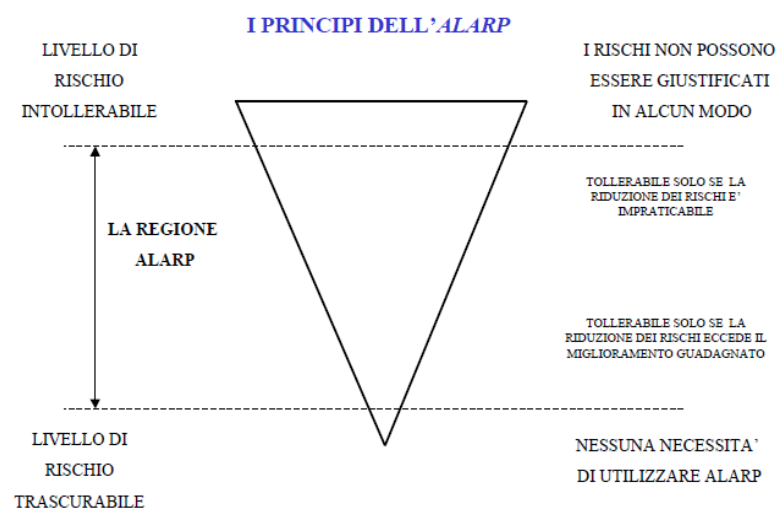 I PRINCIPI DELL’ALARP
LIVELLO DI
RISCHIO
INTOLLERABILE
I RISCHI NON POSSONO
ESSERE GIUSTIFICATI
IN ALCUN MODO
TOLLERABILE SOLO SE LA
RIDUZIONE DEI RISCHI E’
IMPRATICABILE
LA REGIONE
ALARP
TOLLERABILE SOLO SE LA
RIDUZIONE DEI RISCHI ECCEDE IL
MIGLIORAMENTO GUADAGNATO
LIVELLO DI
RISCHIO
TRASCURABILE
NESSUNA NECESSITA’
DI UTILIZZARE ALARP